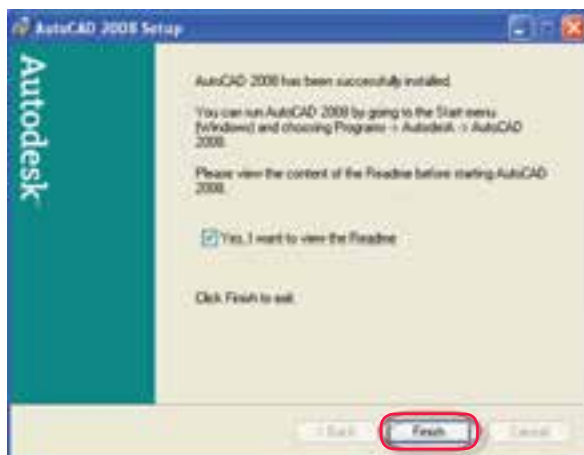 AutoCAD 2008 Setup
Autodesk
AutoCAD 2008 has been successfully installed.
You can run AutoCAD 2008 by going to the Start menu
(Windows) and choosing Programs -> Autodesk -> AutoCAD
2008.
Please view the content of the Readme before starting AutoCAD
2008.
Yes, I want to view the Readme
Click Finish to exit.
< Back
Finish
Cancel